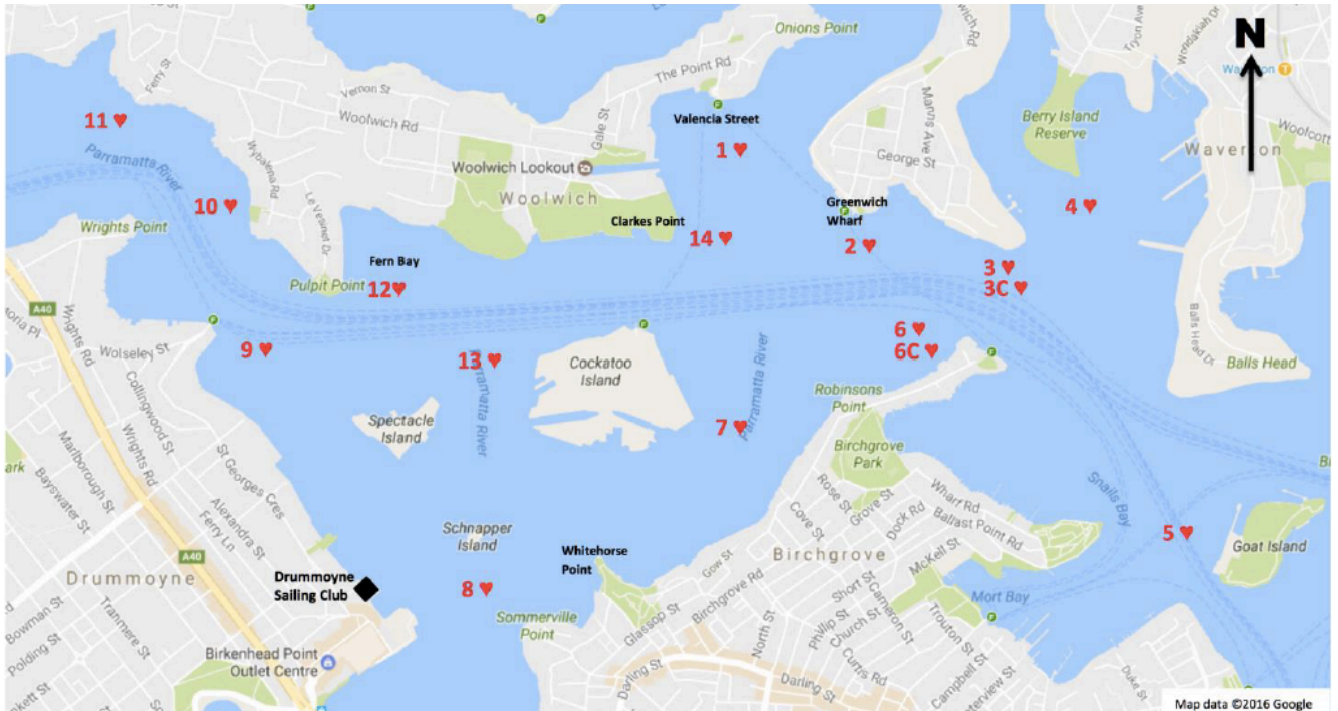 Onions Point
The Point Rd
N
Valencia Street
1 ♥
Ferry St
Vernon St
Woolwich Rd
Gale St
11 ♥
Parramatta River
Wybalena Rd
Le Vesinet Dr
Woolwich Lookout
Woolwich
Clarkes Point
Manns Ave
George St
Greenwich
Wharf
Berry Island
Reserve
Tryon Ave
Waverton
10 ♥
Wrights Point
14 ♥
2 ♥
4 ♥
3 ♥
3C ♥
Fern Bay
Pulpit Point
12 ♥
A40
Wrights Rd
Wolseley St
9 ♥
13 ♥
Parramatta River
Cockatoo
Island
Spectacle
Island
6 ♥
6C ♥
Parramatta River
7 ♥
Robinsons
Point
Balls Head Dr
Balls Head
Birchgrove
Park
Collingwood St
Wrights Rd
St Georges Cres
Marlborough St
Bayswater St
Alexandra St
Ferry Ln
A40
Drummoyne
Schnapper
Island
Whitehorse
Point
Drummoyne
Sailing Club
8 ♥
Sommerville
Point
Rose St
Cove St
Grove St
Dock Rd
Wharf Rd
Ballast Point Rd
Snails Bay
5 ♥
Goat Island
Birchgrove
Gow St
Birchgrove Rd
Glassop St
McKell St
Short St
Cameron St
Phillip St
Church St
Curtis Rd
Mort Bay
Trouton St
Campbell St
North St
Darling St
Darling St
Duke St
Bowman St
Polding St
Tranmere St
Birkenhead Point
Outlet Centre
Map data ©2016 Google